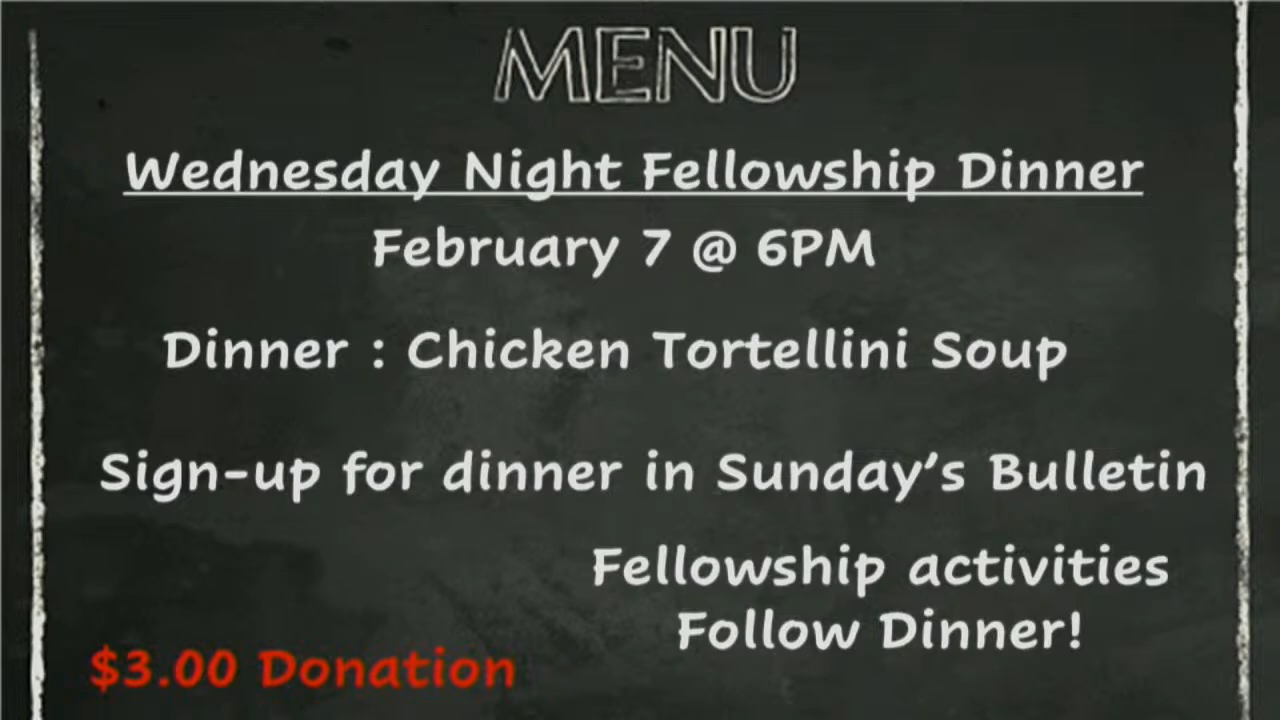 MENU
Wednesday Night Fellowship Dinner
February 7 @ 6PM
Dinner : Chicken Tortellini Soup
Sign-up for dinner in Sunday's Bulletin
Fellowship activities
Follow Dinner!
$3.00 Donation